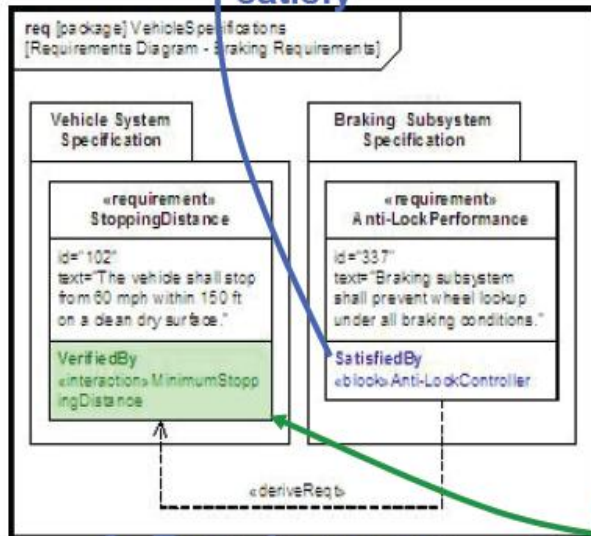 satisfy
req [package] VehicleSpecifications
[Requirements Diagram - Braking Requirements]
Vehicle System
Specification
Braking Subsystem
Specification
«requirement»
StoppingDistance
id="102"
text="The vehicle shall stop
from 60 mph within 150 ft
on a clean dry surface."
VerifiedBy
«interaction» MinimumStopp
ingDistance
«requirement»
Anti-LockPerformance
id="337"
text="Braking subsystem
shall prevent wheel lockup
under all braking conditions."
SatisfiedBy
«block» Anti-LockController
«deriveReqt»